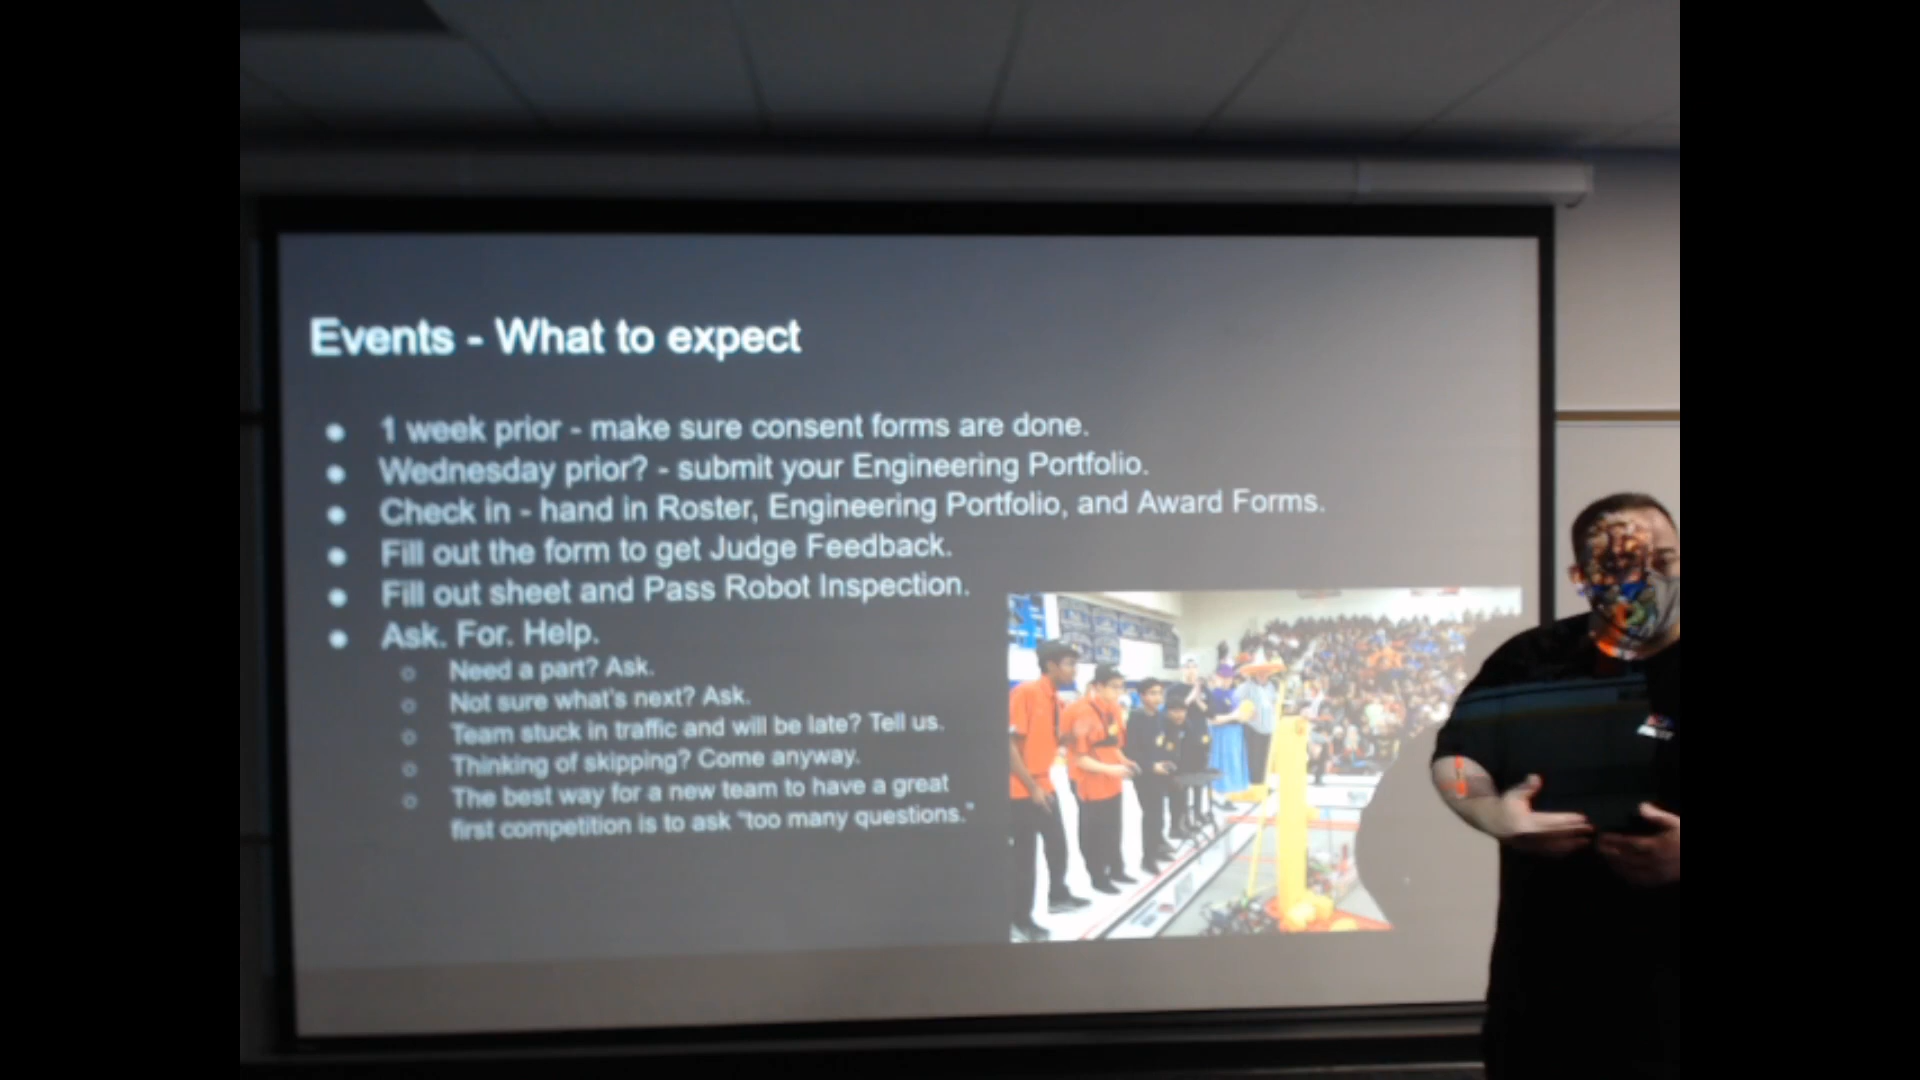 Events - What to expect
● 1 week prior - make sure consent forms are done.
● Wednesday prior? - submit your Engineering Portfolio.
● Check in - hand in Roster, Engineering Portfolio, and Award Forms.
● Fill out the form to get Judge Feedback.
● Fill out sheet and Pass Robot Inspection.
● Ask. For. Help.
○ Need a part? Ask.
○ Not sure what's next? Ask.
○ Team stuck in traffic and will be late? Tell us.
○ Thinking of skipping? Come anyway.
○ The best way for a new team to have a great
first competition is to ask “too many questions.”